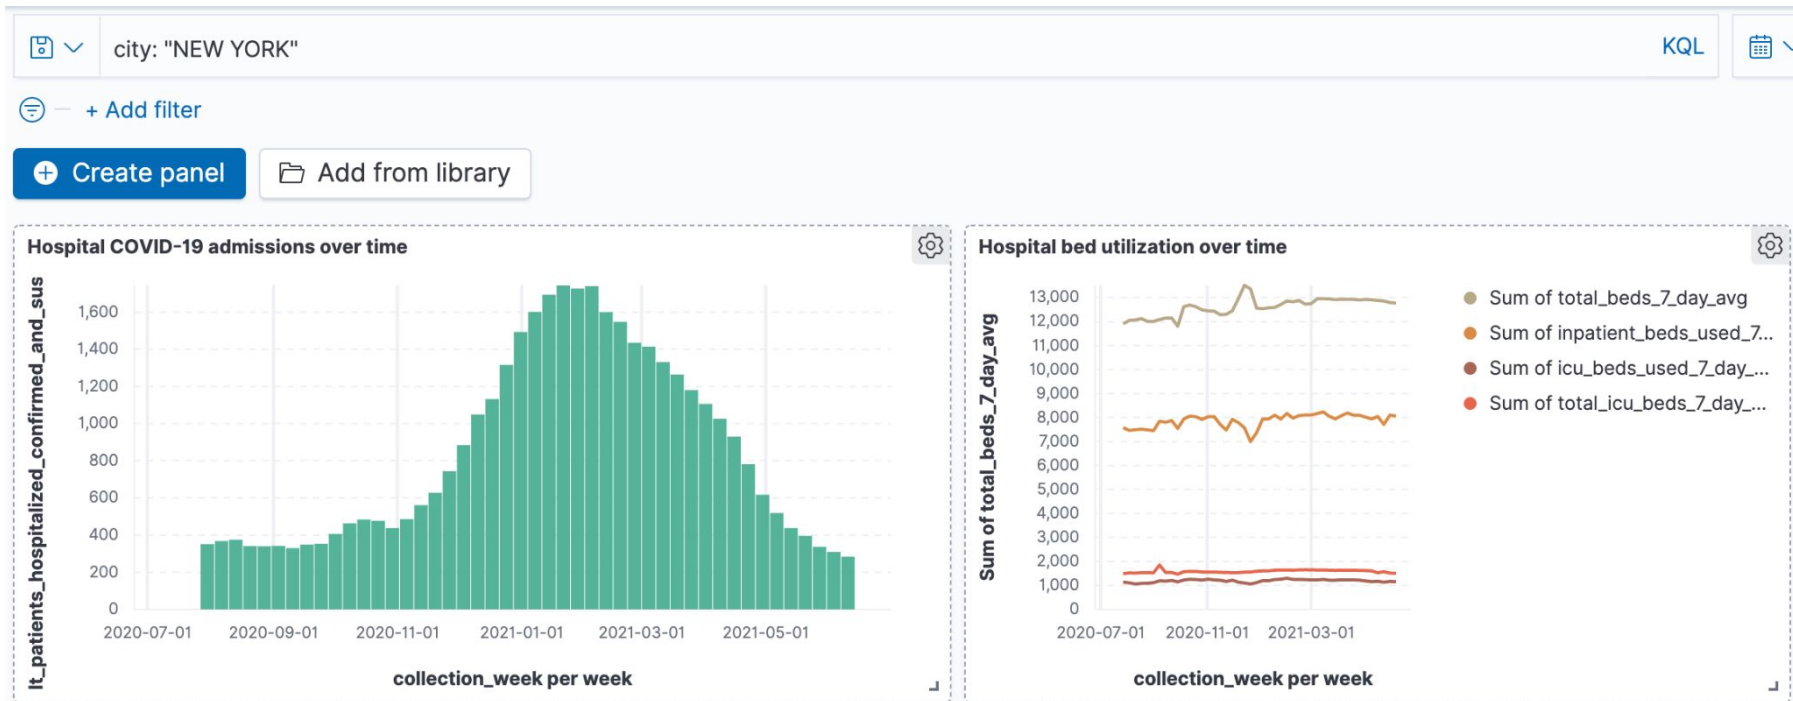 city: "NEW YORK"
KQL
+ Add filter
Create panel
Add from library
Hospital COVID-19 admissions over time
lt_patients_hospitalized_confirmed_and_sus
1,600
1,400
1,200
1,000
800
600
400
200
0
2020-07-01
2020-09-01
2020-11-01
2021-01-01
2021-03-01
2021-05-01
collection_week per week
Hospital bed utilization over time
Sum of total_beds_7_day_avg
13,000
12,000
11,000
10,000
9,000
8,000
7,000
6,000
5,000
4,000
3,000
2,000
1,000
0
2020-07-01
2020-11-01
2021-03-01
collection_week per week
Sum of total_beds_7_day_avg
Sum of inpatient_beds_used_7...
Sum of icu_beds_used_7_day_...
Sum of total_icu_beds_7_day_...